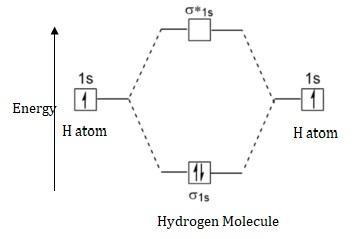 σ*1s
1s
1s
Energy
H atom
H atom
σ1s
Hydrogen Molecule